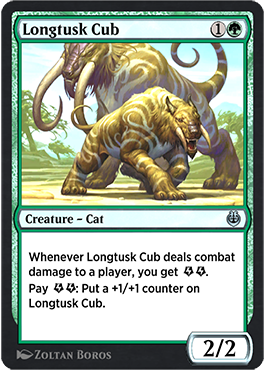 Longtusk Cub 1
Creature – Cat
Whenever Longtusk Cub deals combat
damage to a player, you get .
Pay : Put a +1/+1 counter on
Longtusk Cub.
Zoltan Boros
2/2